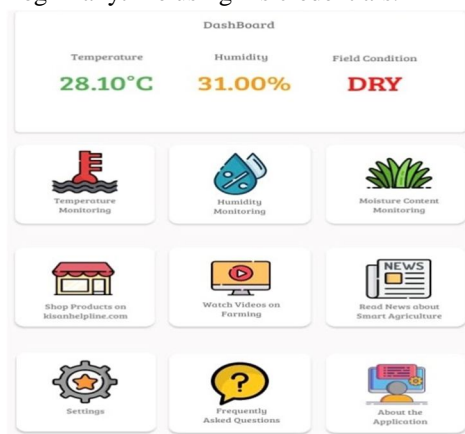 DashBoard
Temperature Humidity Field Condition
28.10°C 31.00% DRY
Temperature
Monitoring
Humidity
Monitoring
Moisture Content
Monitoring
Shop Products on
kisanhelpline.com
Watch Videos on
Farming
NEWS
Read News about
Smart Agriculture
Settings
?
Frequently
Asked Questions
About the
Application